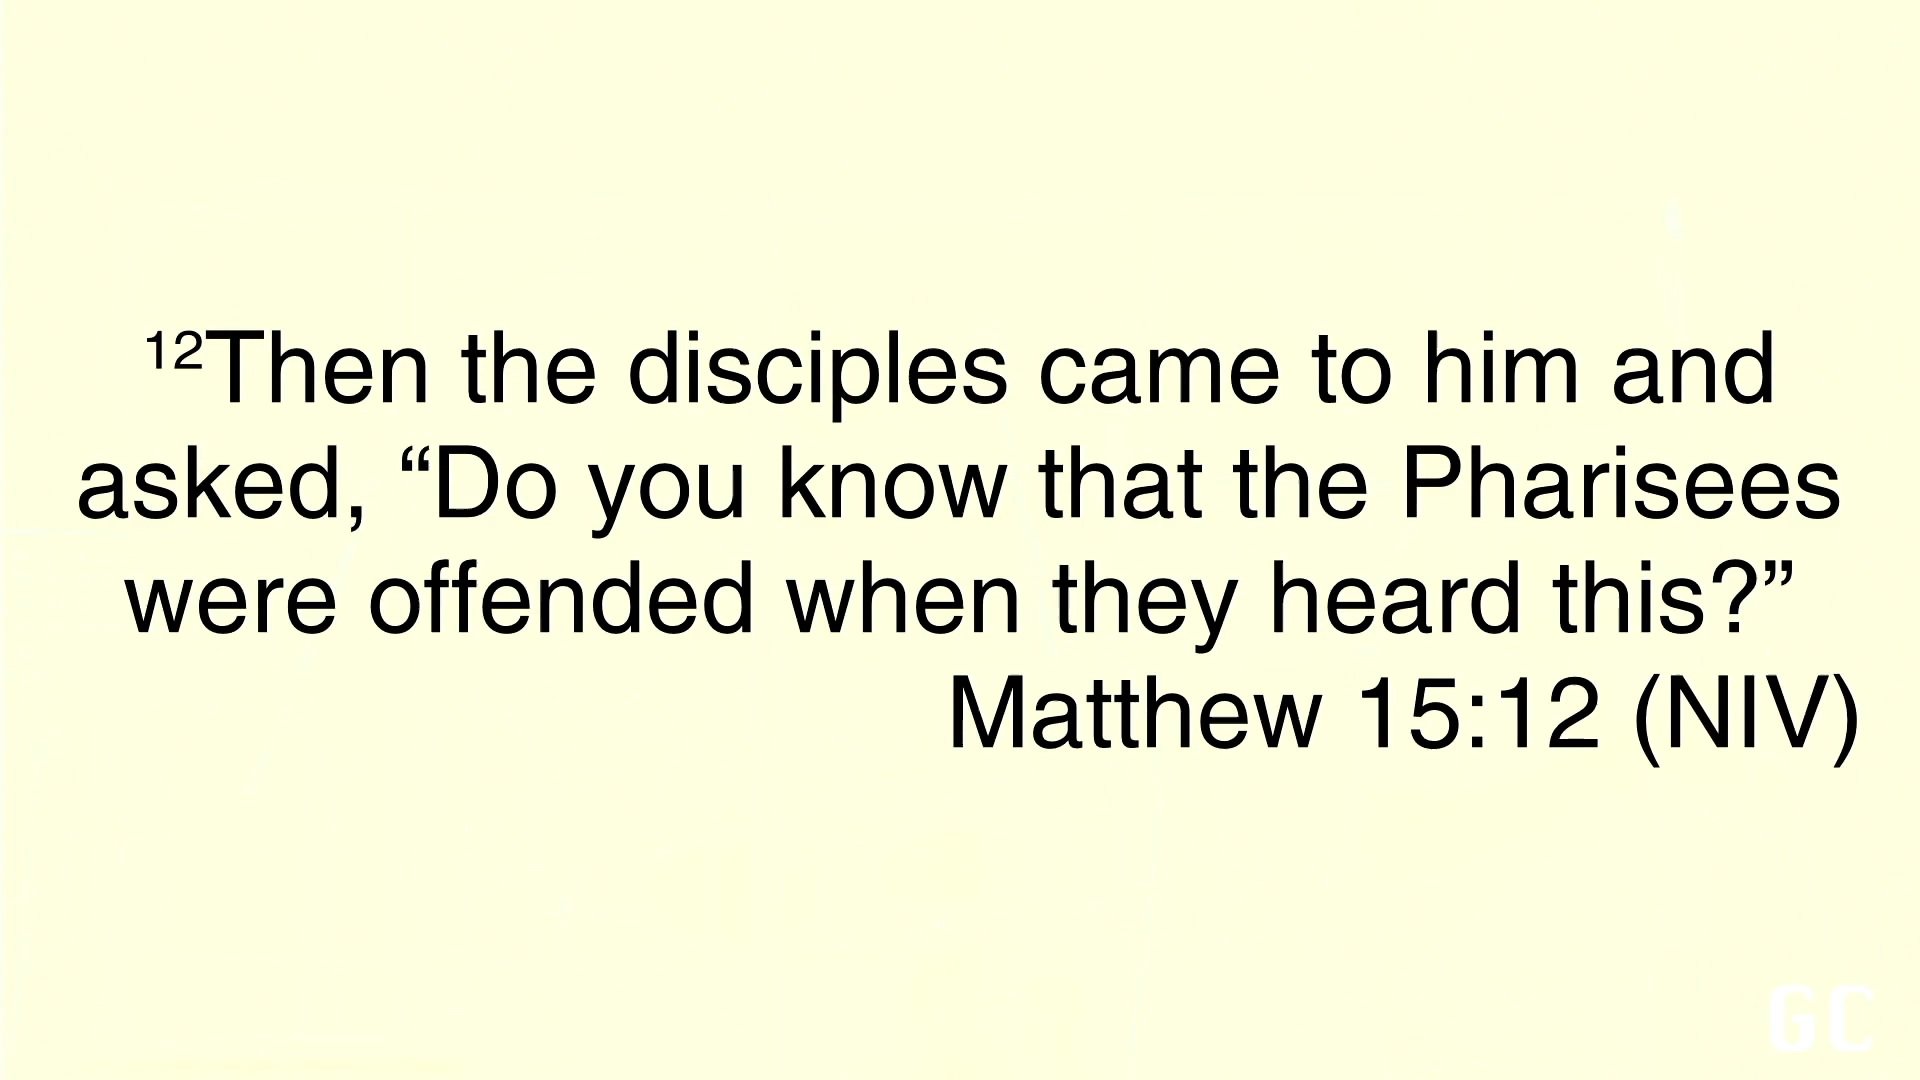 ¹²Then the disciples came to him and
asked, “Do you know that the Pharisees
were offended when they heard this?”
Matthew 15:12 (NIV)
GC